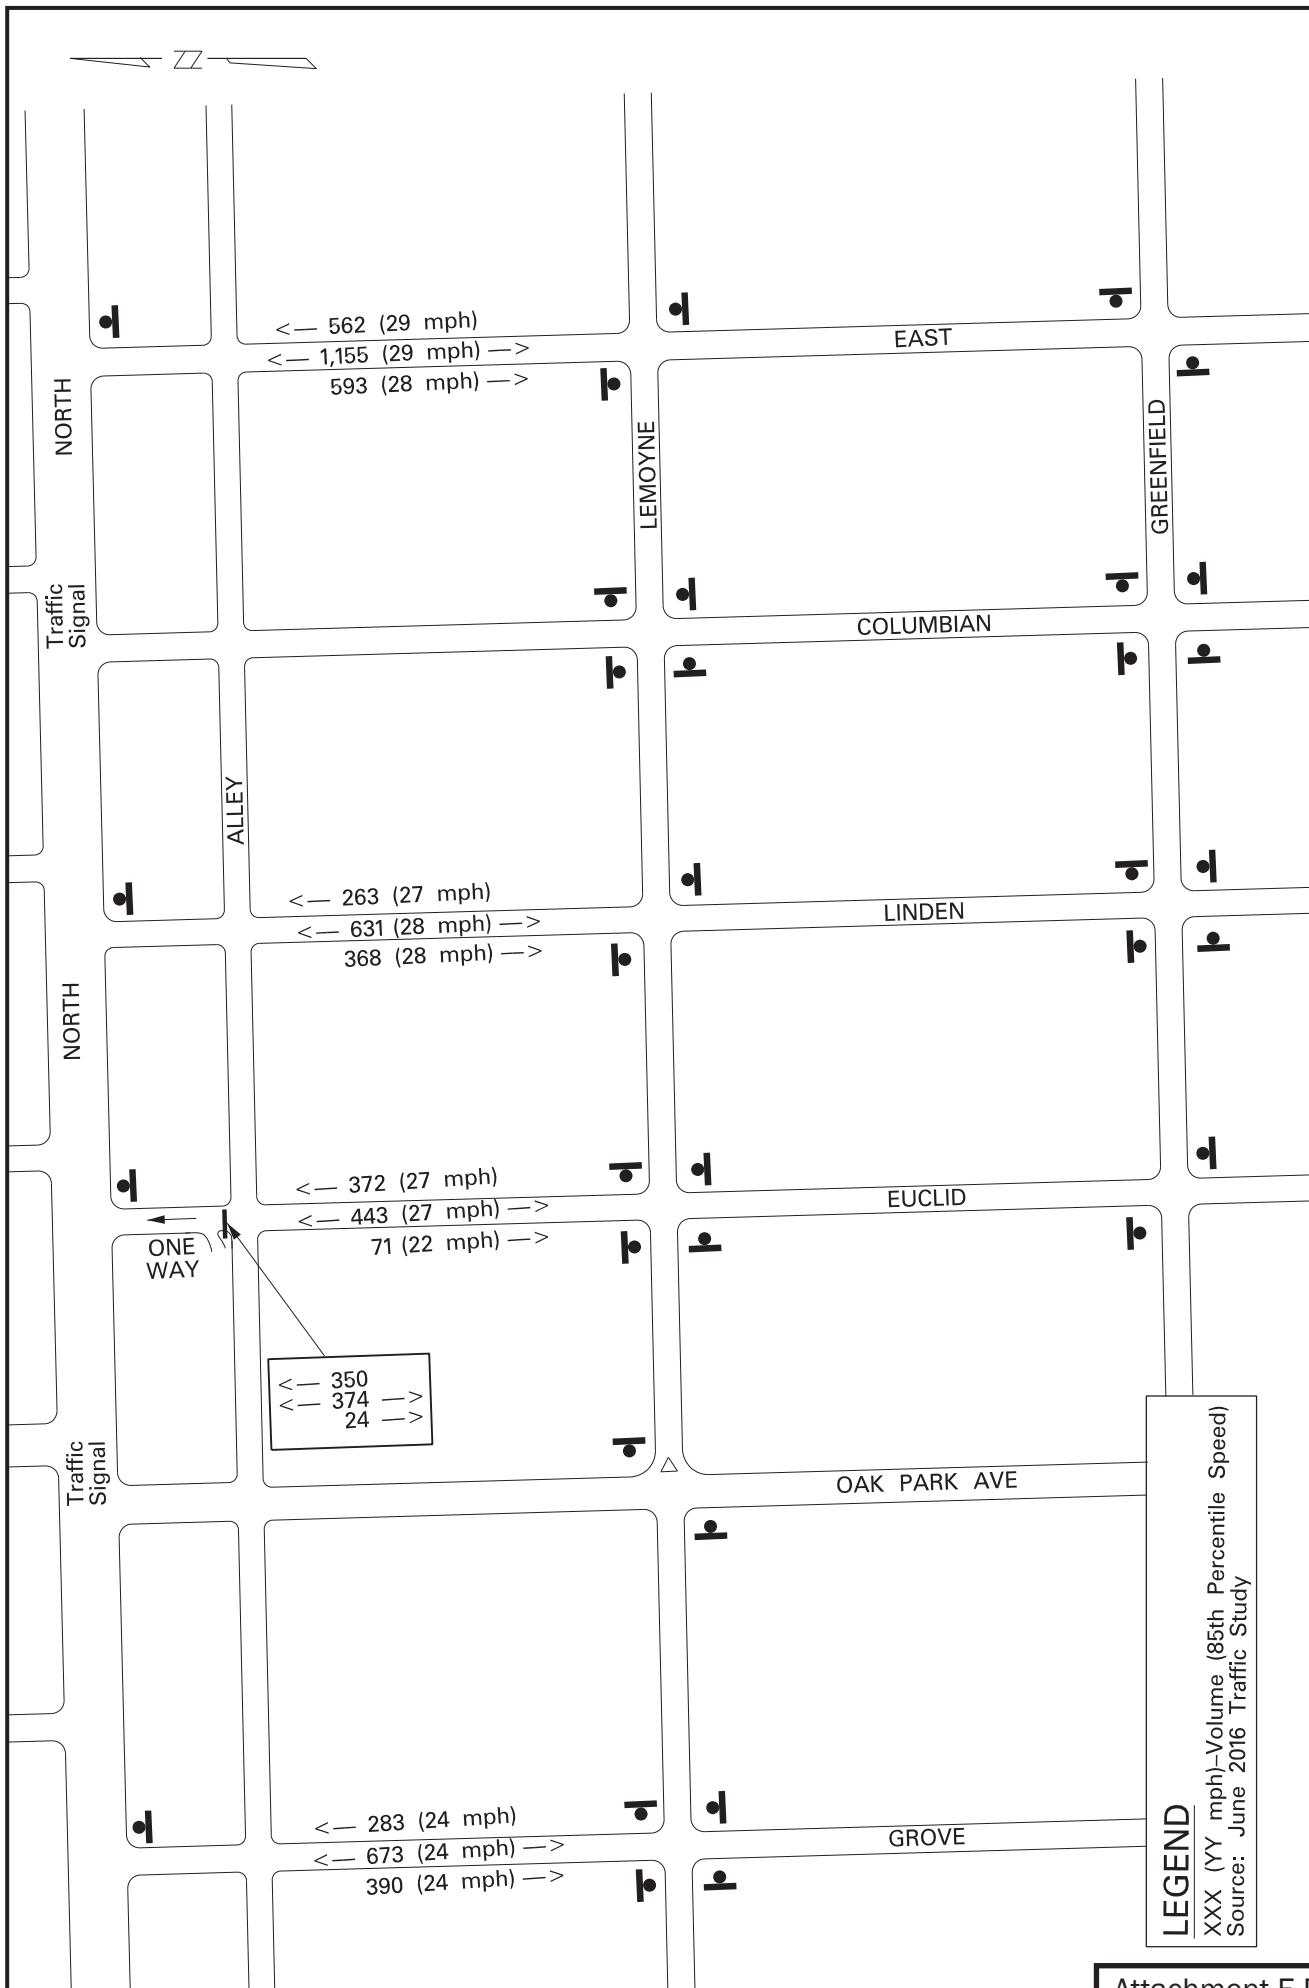 N
<— 562 (29 mph)
EAST
<— 1,155 (29 mph) —>
593 (28 mph) —>
NORTH
LEMOYNE
GREENFIELD
Traffic
Signal
COLUMBIAN
ALLEY
<— 263 (27 mph)
LINDEN
<— 631 (28 mph) —>
368 (28 mph) —>
NORTH
<— 372 (27 mph)
EUCLID
<— 443 (27 mph) —>
71 (22 mph) —>
ONE
WAY
<— 350
<— 374 —>
24 —>
Traffic
Signal
OAK PARK AVE
<— 283 (24 mph)
GROVE
<— 673 (24 mph) —>
390 (24 mph) —>
LEGEND
XXX (YY mph)–Volume (85th Percentile Speed)
Source: June 2016 Traffic Study